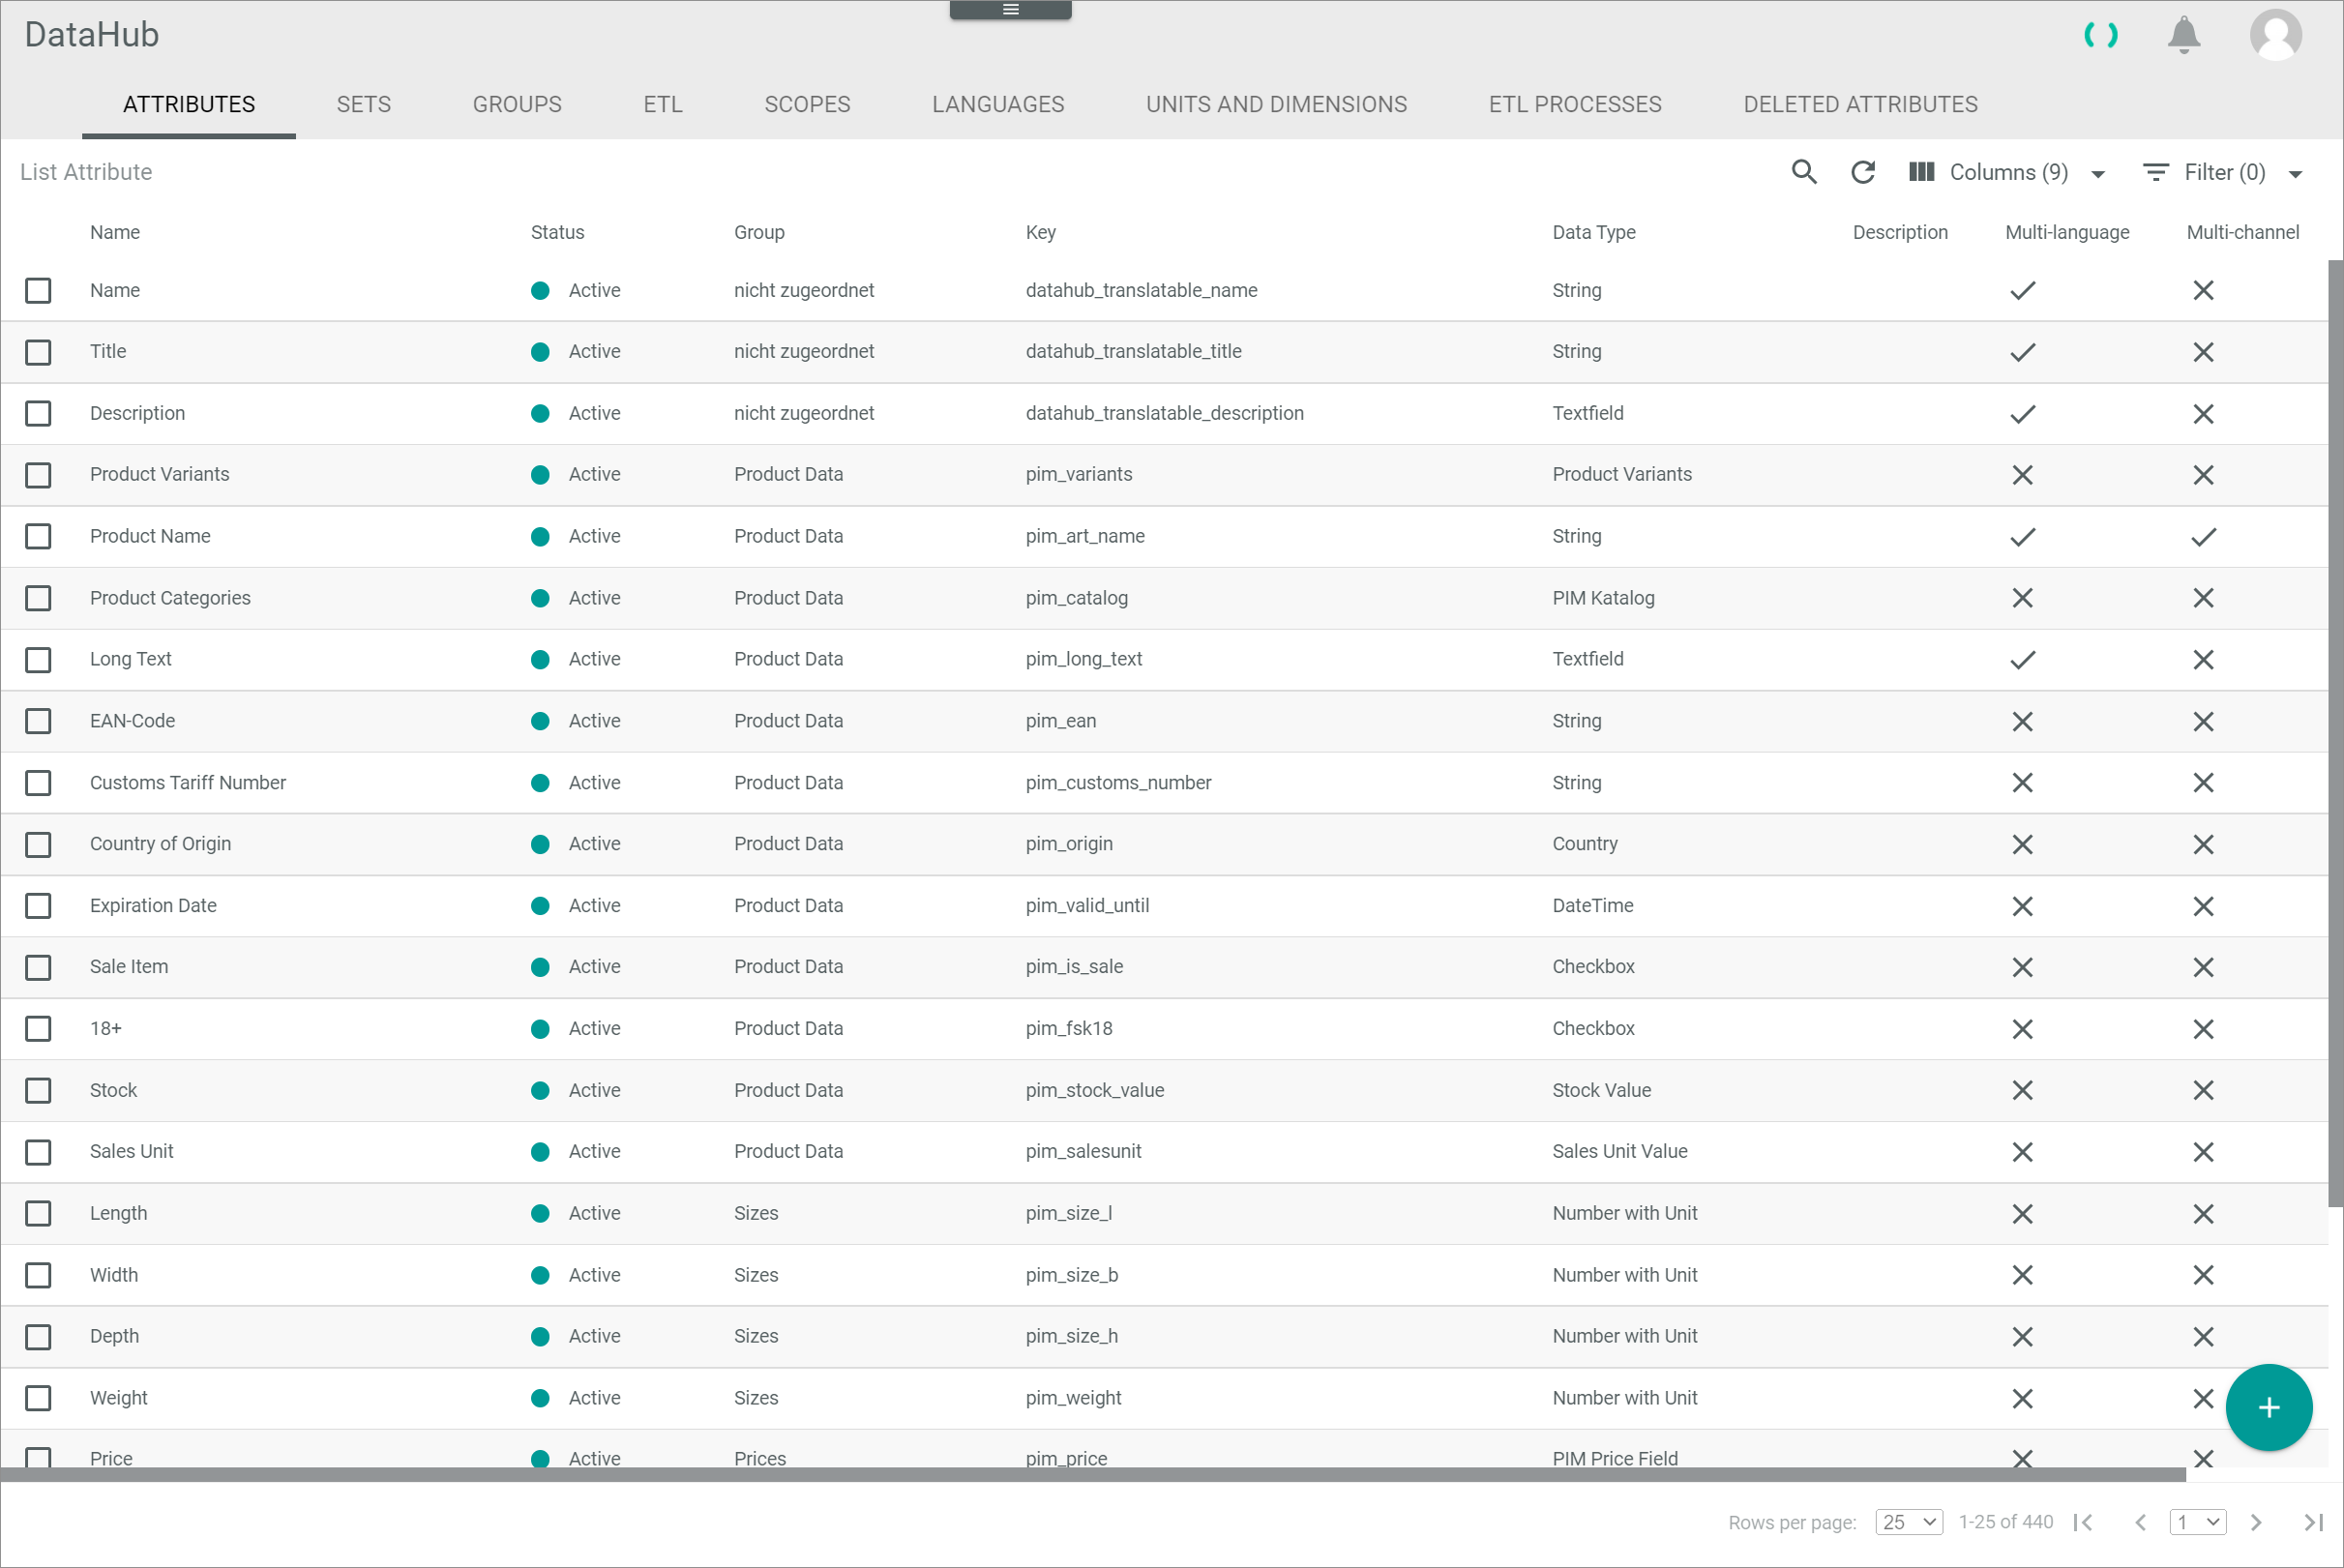 DataHub
ATTRIBUTES SETS GROUPS ETL SCOPES LANGUAGES UNITS AND DIMENSIONS ETL PROCESSES DELETED ATTRIBUTES
List Attribute Columns (9) Filter (0)
Name Status Group Key Data Type Description Multi-language Multi-channel
Name Active nicht zugeordnet datahub_translatable_name String
Title Active nicht zugeordnet datahub_translatable_title String
Description Active nicht zugeordnet datahub_translatable_description Textfield
Product Variants Active Product Data pim_variants Product Variants
Product Name Active Product Data pim_art_name String
Product Categories Active Product Data pim_catalog PIM Katalog
Long Text Active Product Data pim_long_text Textfield
EAN-Code Active Product Data pim_ean String
Customs Tariff Number Active Product Data pim_customs_number String
Country of Origin Active Product Data pim_origin Country
Expiration Date Active Product Data pim_valid_until DateTime
Sale Item Active Product Data pim_is_sale Checkbox
18+ Active Product Data pim_fsk18 Checkbox
Stock Active Product Data pim_stock_value Stock Value
Sales Unit Active Product Data pim_salesunit Sales Unit Value
Length Active Sizes pim_size_l Number with Unit
Width Active Sizes pim_size_b Number with Unit
Depth Active Sizes pim_size_h Number with Unit
Weight Active Sizes pim_weight Number with Unit
Price Active Prices pim_price PIM Price Field
Rows per page: 25 1-25 of 440 1